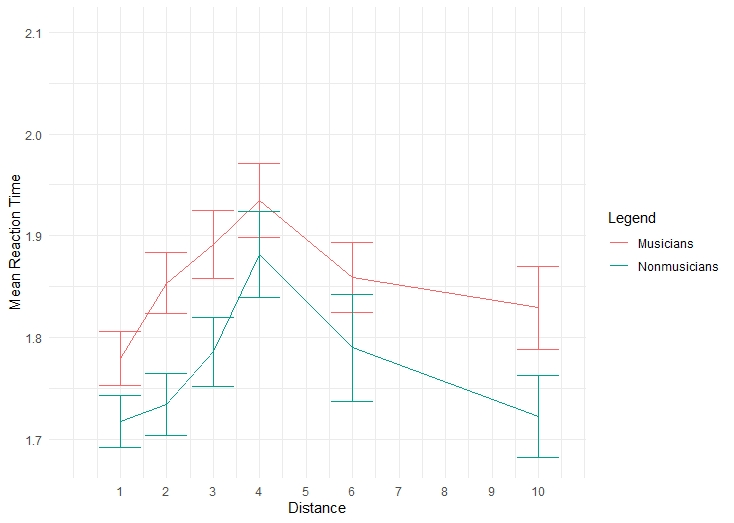 2.1
2.0
1.9
1.8
1.7
Mean Reaction Time
1 2 3 4 5 6 7 8 9 10
Distance
Legend
Musicians
Nonmusicians